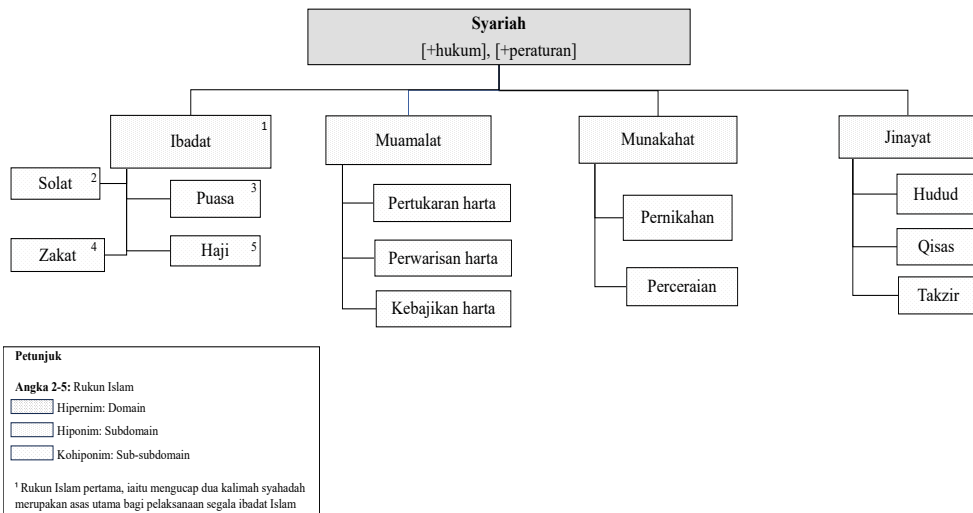 Syariah
[+hukum], [+peraturan]
Ibadat 1
Muamalat
Munakahat
Jinayat
Solat 2
Puasa 3
Zakat 4
Haji 5
Pertukaran harta
Perwarisan harta
Kebajikan harta
Pernikahan
Perceraian
Hudud
Qisas
Takzir
Petunjuk
Angka 2-5: Rukun Islam
Hipernim: Domain
Hiponim: Subdomain
Kohiponim: Sub-subdomain
¹ Rukun Islam pertama, iaitu mengucap dua kalimah syahadah
merupakan asas utama bagi pelaksanaan segala ibadat Islam